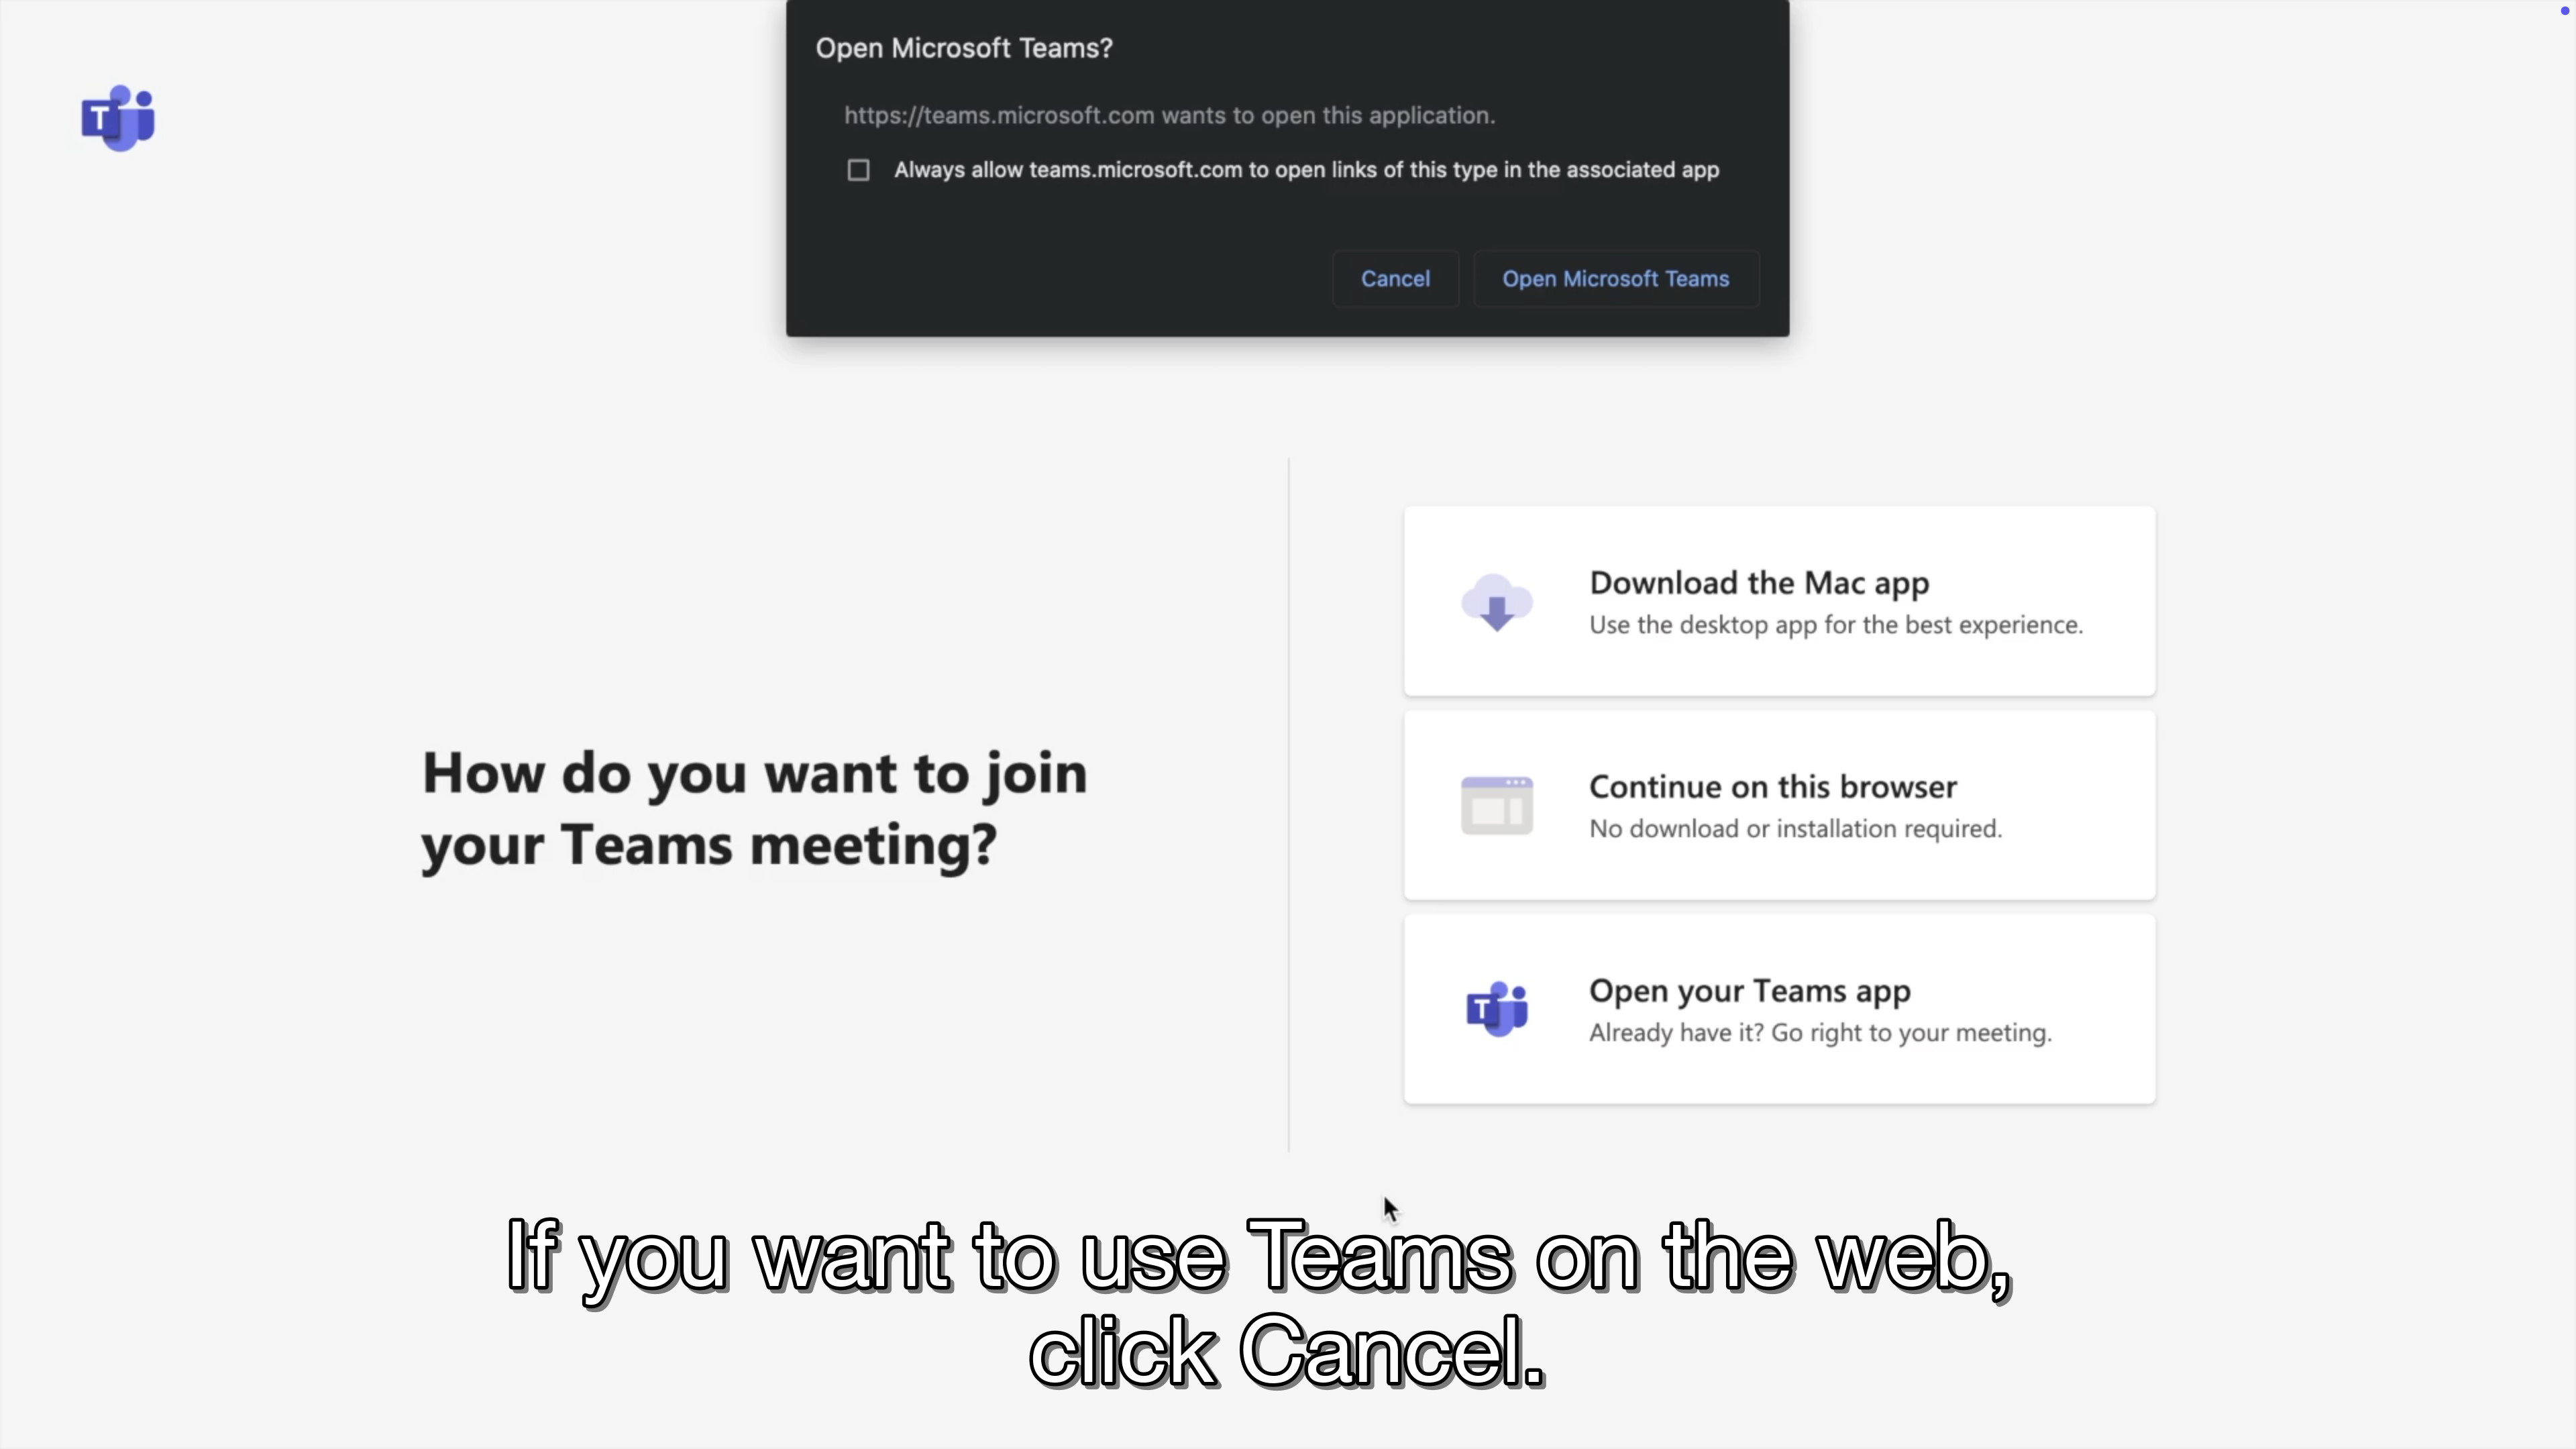 Open Microsoft Teams?
https://teams.microsoft.com wants to open this application.
Always allow teams.microsoft.com to open links of this type in the associated app
Cancel
Open Microsoft Teams
T
How do you want to join
your Teams meeting?
Download the Mac app
Use the desktop app for the best experience.
Continue on this browser
No download or installation required.
T
Open your Teams app
Already have it? Go right to your meeting.
If you want to use Teams on the web,
click Cancel.